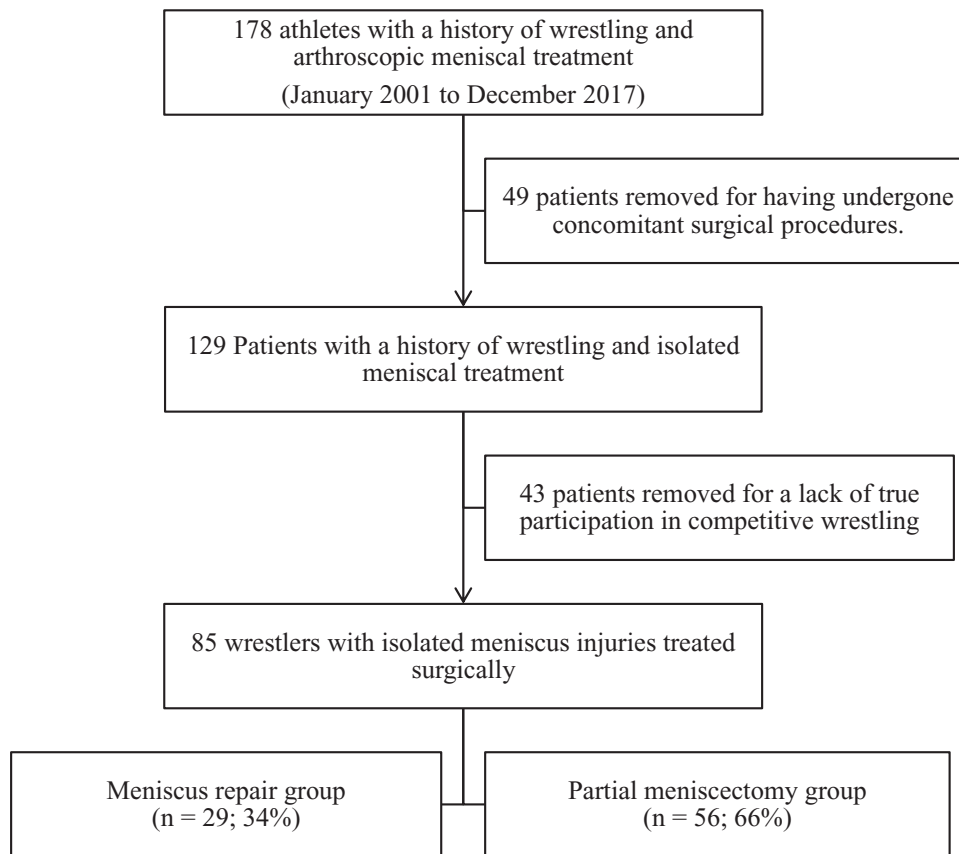 178 athletes with a history of wrestling and
arthroscopic meniscal treatment
(January 2001 to December 2017)
49 patients removed for having undergone
concomitant surgical procedures.
129 Patients with a history of wrestling and isolated
meniscal treatment
43 patients removed for a lack of true
participation in competitive wrestling
85 wrestlers with isolated meniscus injuries treated
surgically
Meniscus repair group
(n = 29; 34%)
Partial meniscectomy group
(n = 56; 66%)